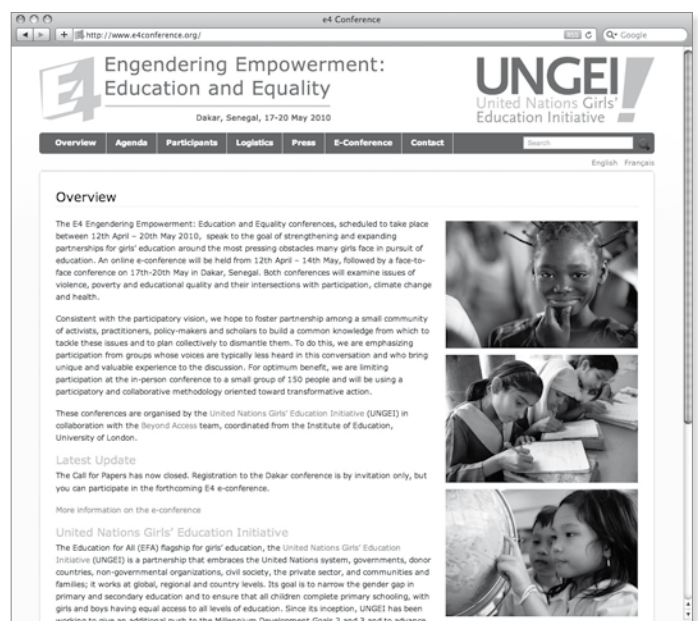 e4 Conference
http://www.e4conference.org/
RSS
Google
E4
Engendering Empowerment:
Education and Equality
Dakar, Senegal, 17-20 May 2010
UNGEI!
United Nations Girls'
Education Initiative
Overview Agenda Participants Logistics Press E-Conference Contact Search
English Français
Overview
The E4 Engendering Empowerment: Education and Equality conferences, scheduled to take place
between 12th April – 20th May 2010, speak to the goal of strengthening and expanding
partnerships for girls' education around the most pressing obstacles many girls face in pursuit of
education. An online e-conference will be held from 12th April – 14th May, followed by a face-to-
face conference on 17th-20th May in Dakar, Senegal. Both conferences will examine issues of
violence, poverty and educational quality and their intersections with participation, climate change
and health.
Consistent with the participatory vision, we hope to foster partnership among a small community
of activists, practitioners, policy-makers and scholars to build a common knowledge from which to
tackle these issues and to plan collectively to dismantle them. To do this, we are emphasizing
participation from groups whose voices are typically less heard in this conversation and who bring
unique and valuable experience to the discussion. For optimum benefit, we are limiting
participation at the in-person conference to a small group of 150 people and will be using a
participatory and collaborative methodology oriented toward transformative action.
These conferences are organised by the United Nations Girls' Education Initiative (UNGEI) in
collaboration with the Beyond Access team, coordinated from the Institute of Education,
University of London.
Latest Update
The Call for Papers has now closed. Registration to the Dakar conference is by invitation only, but
you can participate in the forthcoming E4 e-conference.
More information on the e-conference
United Nations Girls' Education Initiative
The Education for All (EFA) flagship for girls' education, the United Nations Girls' Education
Initiative (UNGEI) is a partnership that embraces the United Nations system, governments, donor
countries, non-governmental organizations, civil society, the private sector, and communities and
families; it works at global, regional and country levels. Its goal is to narrow the gender gap in
primary and secondary education and to ensure that all children complete primary schooling, with
girls and boys having equal access to all levels of education. Since its inception, UNGEI has been
working to give an additional push to the Millennium Development Goals 2 and 3 and to advance